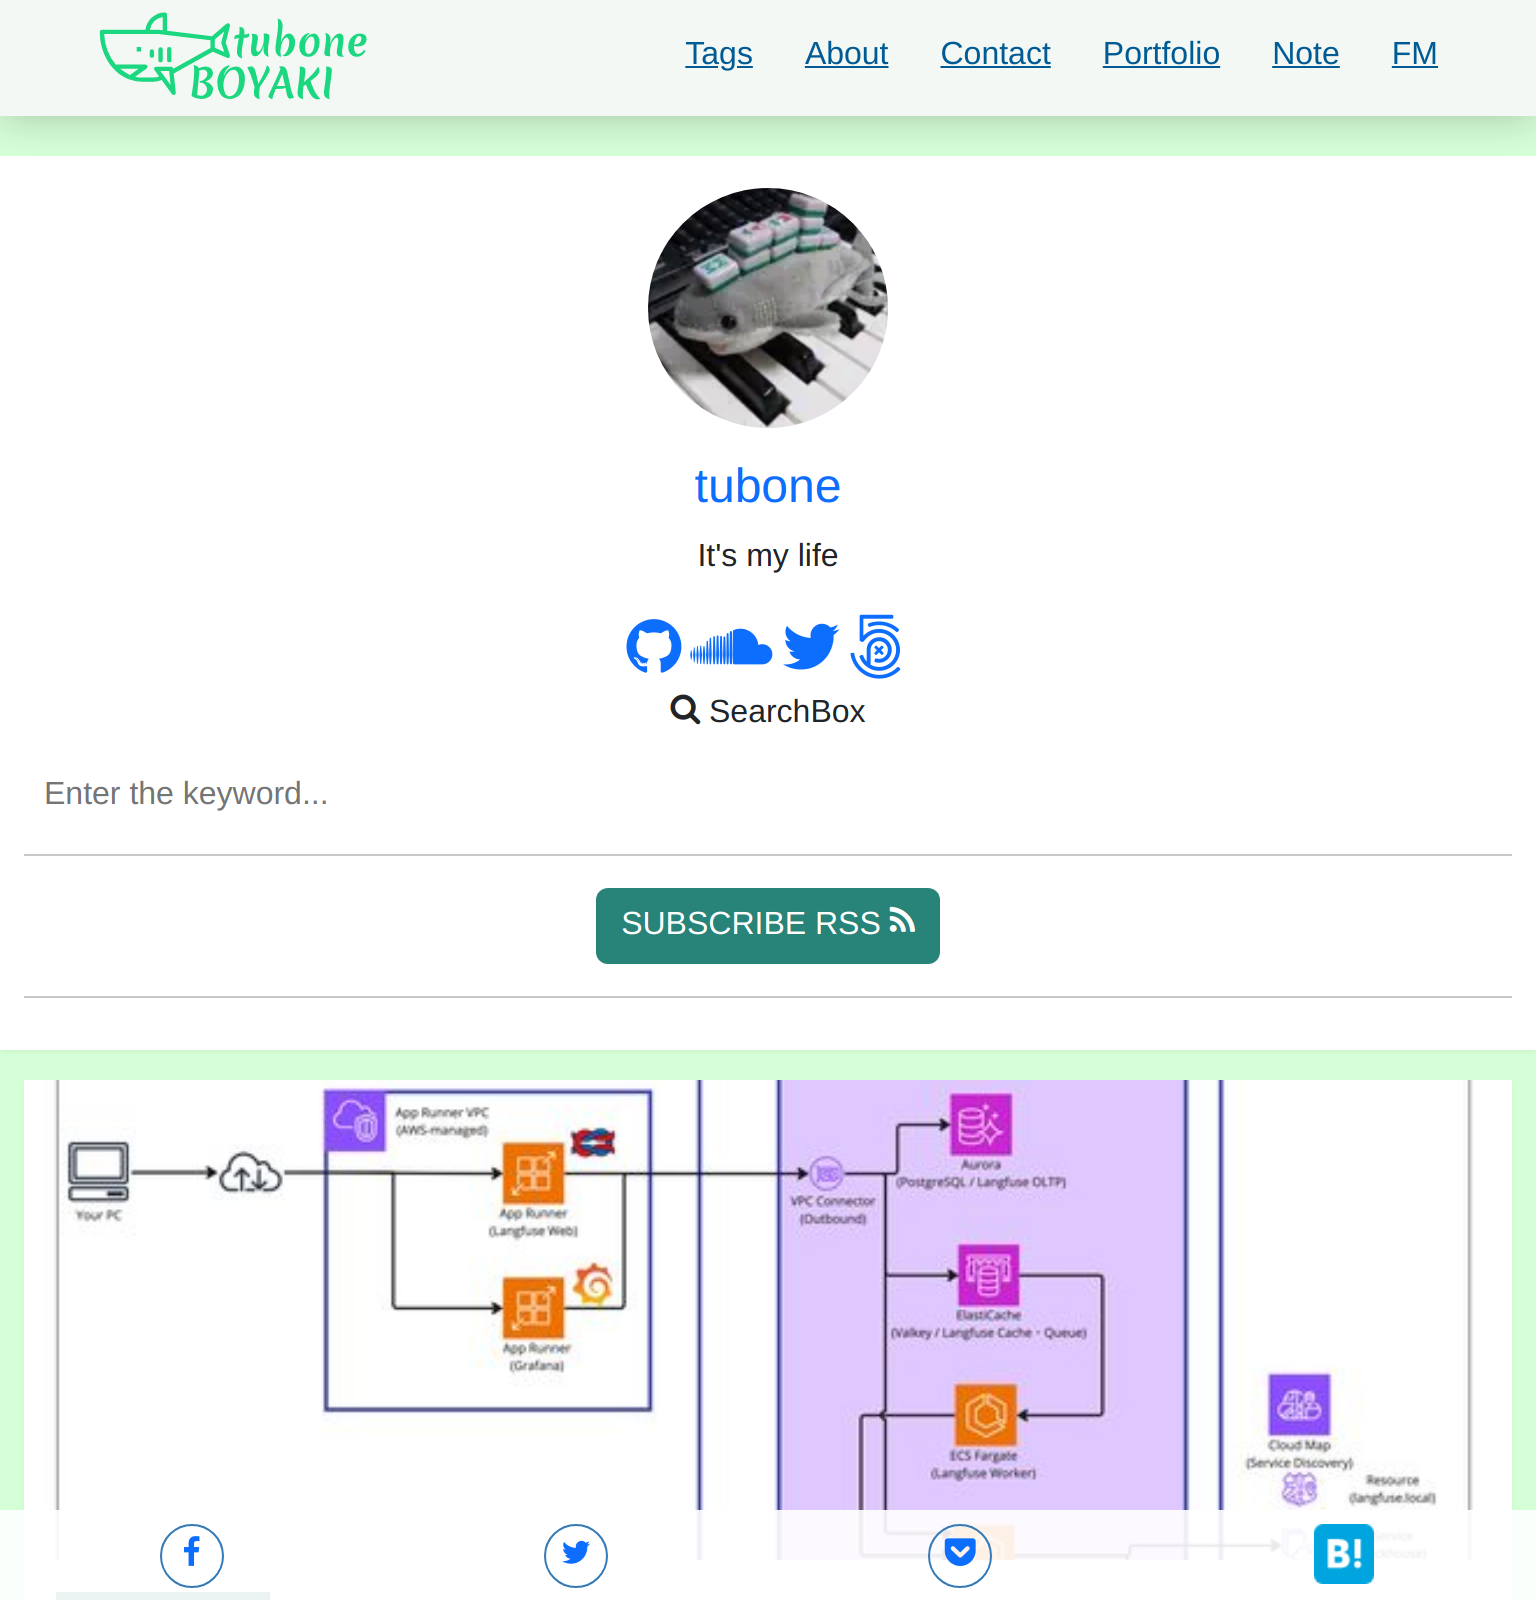 tubone
BOYAKI
Tags About Contact Portfolio Note FM
tubone
It's my life
SearchBox
Enter the keyword...
SUBSCRIBE RSS
App Runner VPC
(AWS-managed)
Your PC
App Runner
(Langfuse Web)
App Runner
(Grafana)
VPC Connector
(Outbound)
Aurora
(PostgreSQL / Langfuse OLTP)
ElastiCache
(Valkey / Langfuse Cache・Queue)
ECS Fargate
(Langfuse Worker)
Cloud Map
(Service Discovery)
Resource
(langfuse.local)
B!